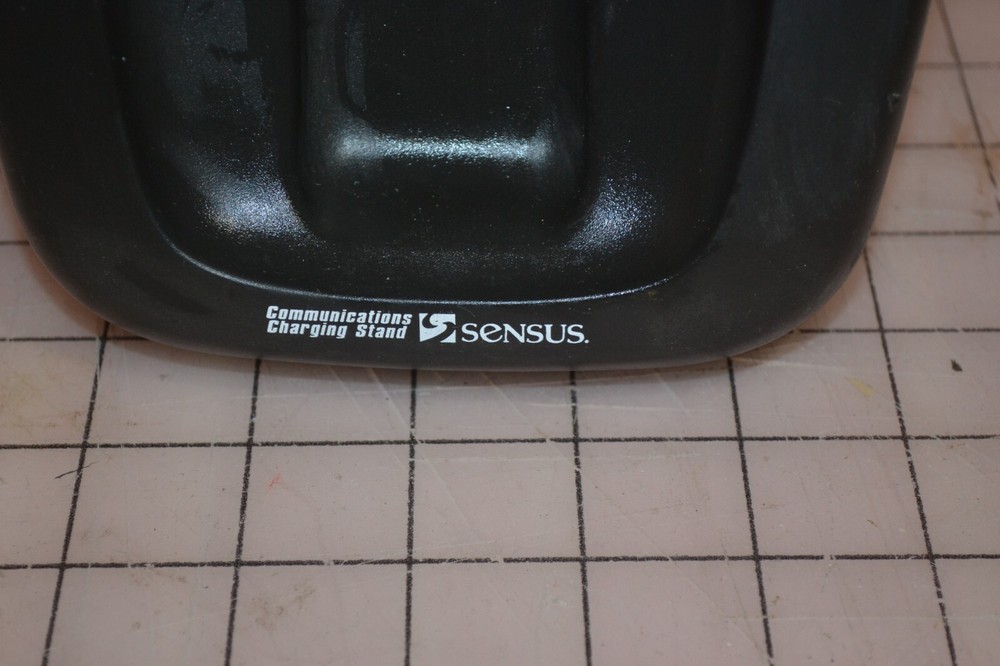 Communications
Charging Stand
SENSUS.